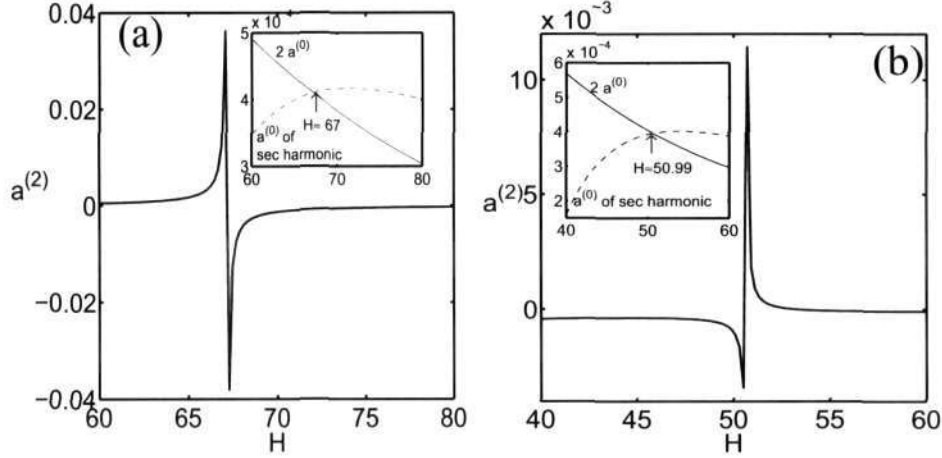 0.04
(a)
5 x 10
2 a(0)
4
H= 67
a(0) of
sec harmonic
3
60 70 80
0.02
a(2)
0
−0.02
−0.04
60 65 70 75 80
H
x 10 −3
(b)
10
6 x 10 −4
2 a(0)
5
4
3
H=50.99
2
a(0) of sec harmonic
40 50 60
5
a(2)
0
40 45 50 55 60
H